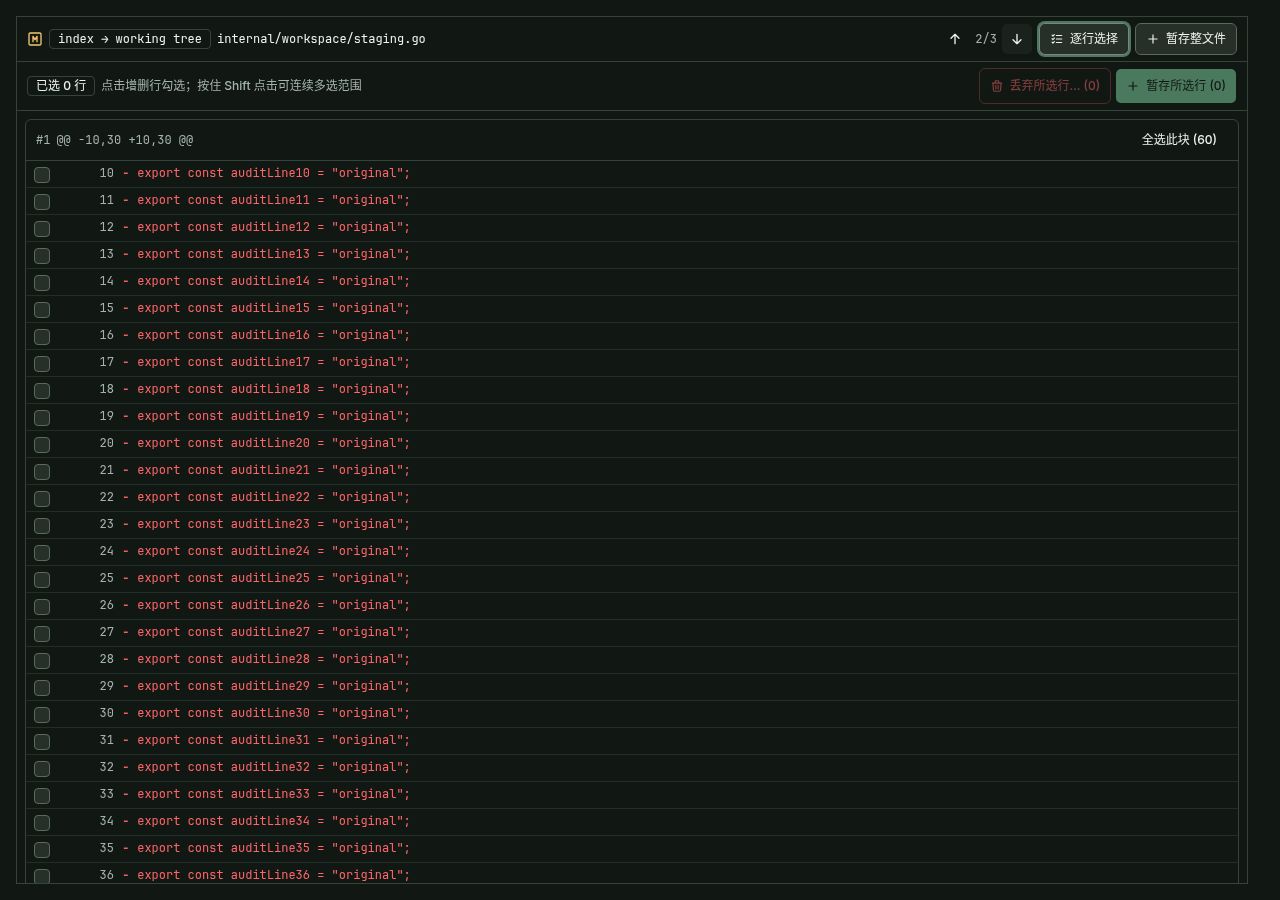 M index → working tree internal/workspace/staging.go 2/3 逐行选择 暂存整文件
已选 0 行 点击增删行勾选；按住 Shift 点击可连续多选范围 丢弃所选行... (0) 暂存所选行 (0)
#1 @@ -10,30 +10,30 @@ 全选此块 (60)
10 - export const auditLine10 = "original";
11 - export const auditLine11 = "original";
12 - export const auditLine12 = "original";
13 - export const auditLine13 = "original";
14 - export const auditLine14 = "original";
15 - export const auditLine15 = "original";
16 - export const auditLine16 = "original";
17 - export const auditLine17 = "original";
18 - export const auditLine18 = "original";
19 - export const auditLine19 = "original";
20 - export const auditLine20 = "original";
21 - export const auditLine21 = "original";
22 - export const auditLine22 = "original";
23 - export const auditLine23 = "original";
24 - export const auditLine24 = "original";
25 - export const auditLine25 = "original";
26 - export const auditLine26 = "original";
27 - export const auditLine27 = "original";
28 - export const auditLine28 = "original";
29 - export const auditLine29 = "original";
30 - export const auditLine30 = "original";
31 - export const auditLine31 = "original";
32 - export const auditLine32 = "original";
33 - export const auditLine33 = "original";
34 - export const auditLine34 = "original";
35 - export const auditLine35 = "original";
36 - export const auditLine36 = "original";